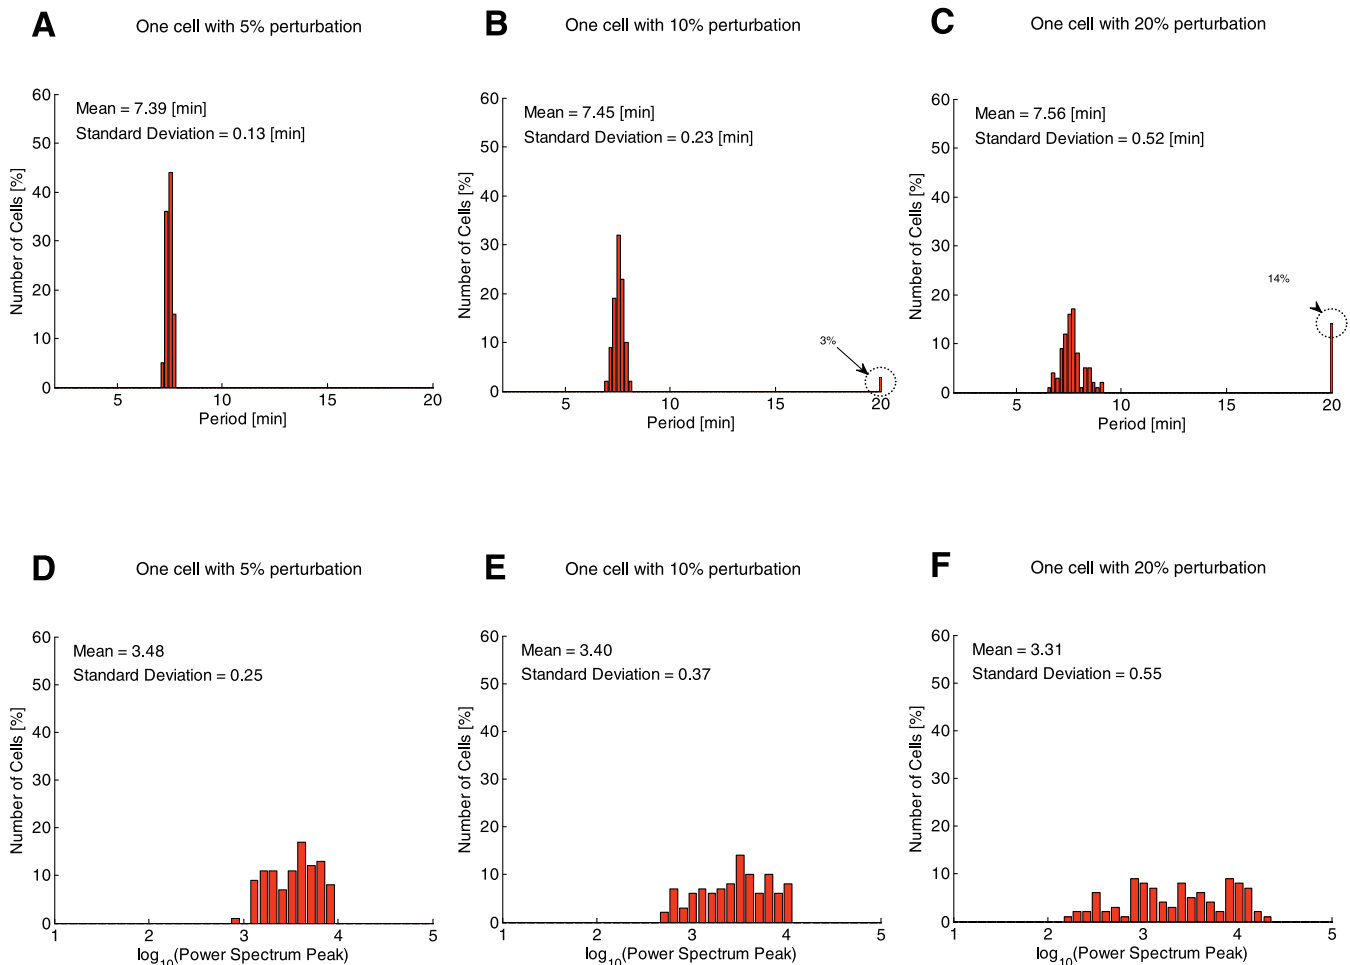 A One cell with 5% perturbation
Mean = 7.39 [min]
Standard Deviation = 0.13 [min]
Number of Cells [%]
60
50
40
30
20
10
0
5 10 15 20
Period [min]
B One cell with 10% perturbation
Mean = 7.45 [min]
Standard Deviation = 0.23 [min]
Number of Cells [%]
60
50
40
30
20
10
0
3%
5 10 15 20
Period [min]
C One cell with 20% perturbation
Mean = 7.56 [min]
Standard Deviation = 0.52 [min]
Number of Cells [%]
60
50
40
30
20
10
0
14%
5 10 15 20
Period [min]
D One cell with 5% perturbation
Mean = 3.48
Standard Deviation = 0.25
Number of Cells [%]
60
50
40
30
20
10
0
1 2 3 4 5
log10(Power Spectrum Peak)
E One cell with 10% perturbation
Mean = 3.40
Standard Deviation = 0.37
Number of Cells [%]
60
50
40
30
20
10
0
1 2 3 4 5
log10(Power Spectrum Peak)
F One cell with 20% perturbation
Mean = 3.31
Standard Deviation = 0.55
Number of Cells [%]
60
50
40
30
20
10
0
1 2 3 4 5
log10(Power Spectrum Peak)